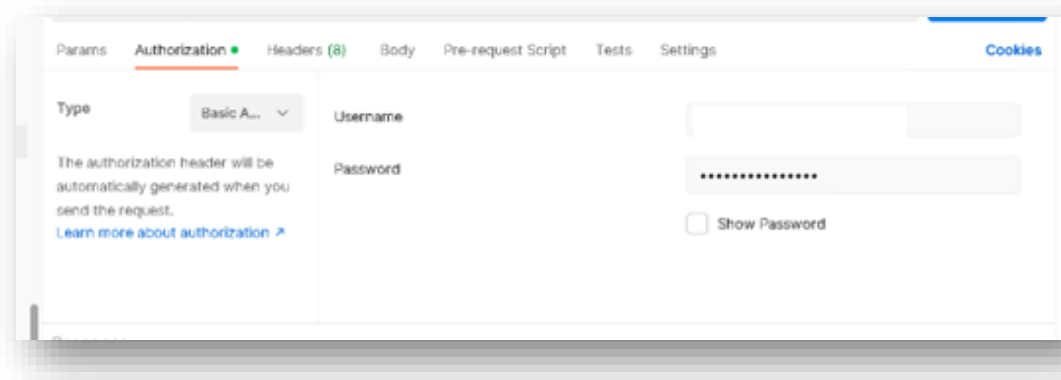 Params Authorization Headers (8) Body Pre-request Script Tests Settings Cookies
Type Basic A...
Username
The authorization header will be
automatically generated when you
send the request.
Learn more about authorization ↗
Password •••••••••••••••
Show Password